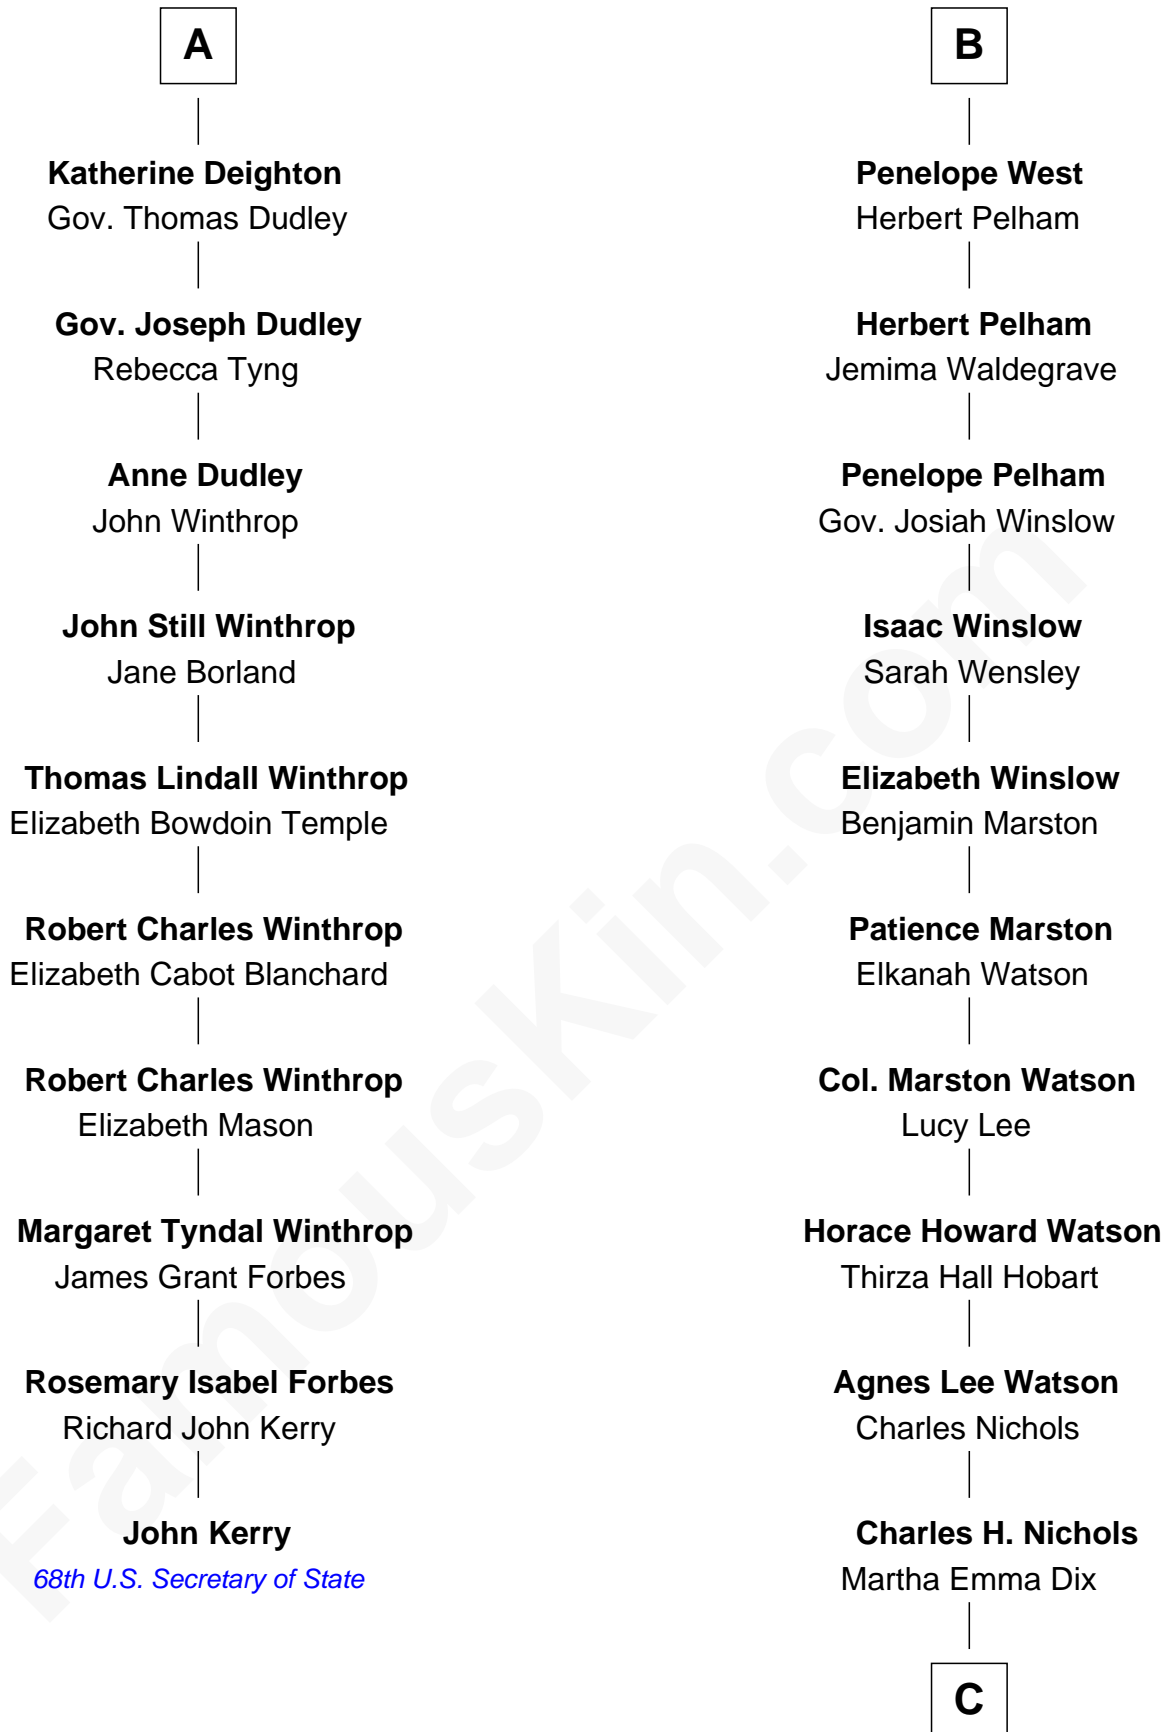 A
Katherine Deighton
Gov. Thomas Dudley
Gov. Joseph Dudley
Rebecca Tyng
Anne Dudley
John Winthrop
John Still Winthrop
Jane Borland
Thomas Lindall Winthrop
Elizabeth Bowdoin Temple
Robert Charles Winthrop
Elizabeth Cabot Blanchard
Robert Charles Winthrop
Elizabeth Mason
Margaret Tyndal Winthrop
James Grant Forbes
Rosemary Isabel Forbes
Richard John Kerry
John Kerry
68th U.S. Secretary of State
B
Penelope West
Herbert Pelham
Herbert Pelham
Jemima Waldegrave
Penelope Pelham
Gov. Josiah Winslow
Isaac Winslow
Sarah Wensley
Elizabeth Winslow
Benjamin Marston
Patience Marston
Elkanah Watson
Col. Marston Watson
Lucy Lee
Horace Howard Watson
Thirza Hall Hobart
Agnes Lee Watson
Charles Nichols
Charles H. Nichols
Martha Emma Dix
C
FamousKin.com